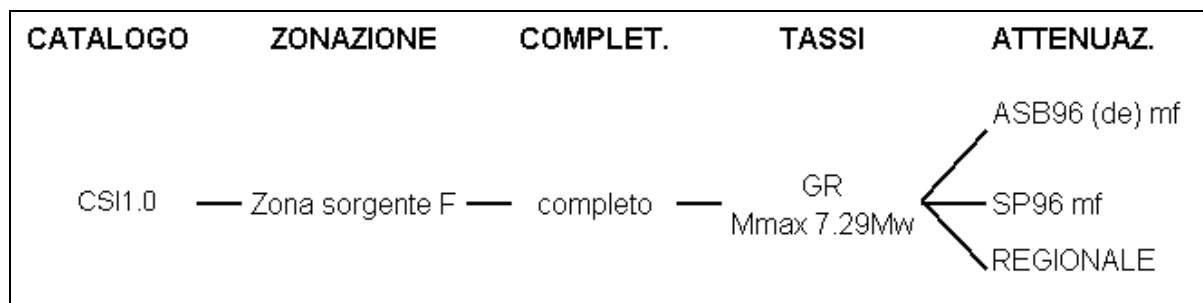 CATALOGO ZONAZIONE COMPLET. TASSI ATTENUAZ.
ASB96 (de) mf
CSI1.0 Zona sorgente F completo GR
Mmax 7.29Mw SP96 mf
REGIONALE